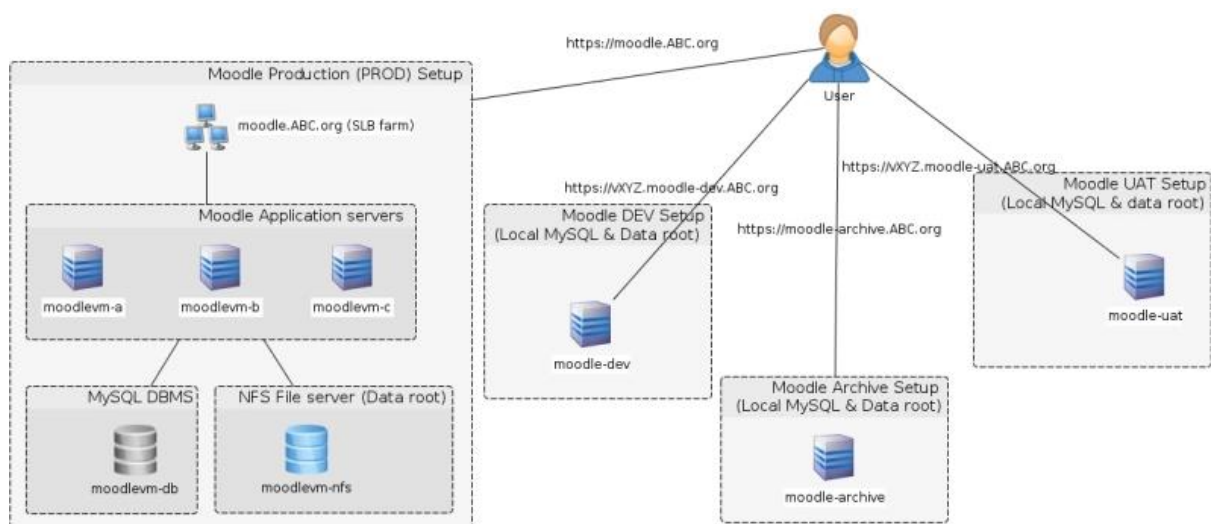 https://moodle.ABC.org
User
Moodle Production (PROD) Setup
moodle.ABC.org (SLB farm)
Moodle Application servers
moodlevm-a
moodlevm-b
moodlevm-c
MySQL DBMS
moodlevm-db
NFS File server (Data root)
moodlevm-nfs
https://vXYZ.moodle-dev.ABC.org
Moodle DEV Setup
(Local MySQL & Data root)
moodle-dev
https://moodle-archive.ABC.org
Moodle Archive Setup
(Local MySQL & Data root)
moodle-archive
https://vXYZ.moodle-uat.ABC.org
Moodle UAT Setup
(Local MySQL & data root)
moodle-uat